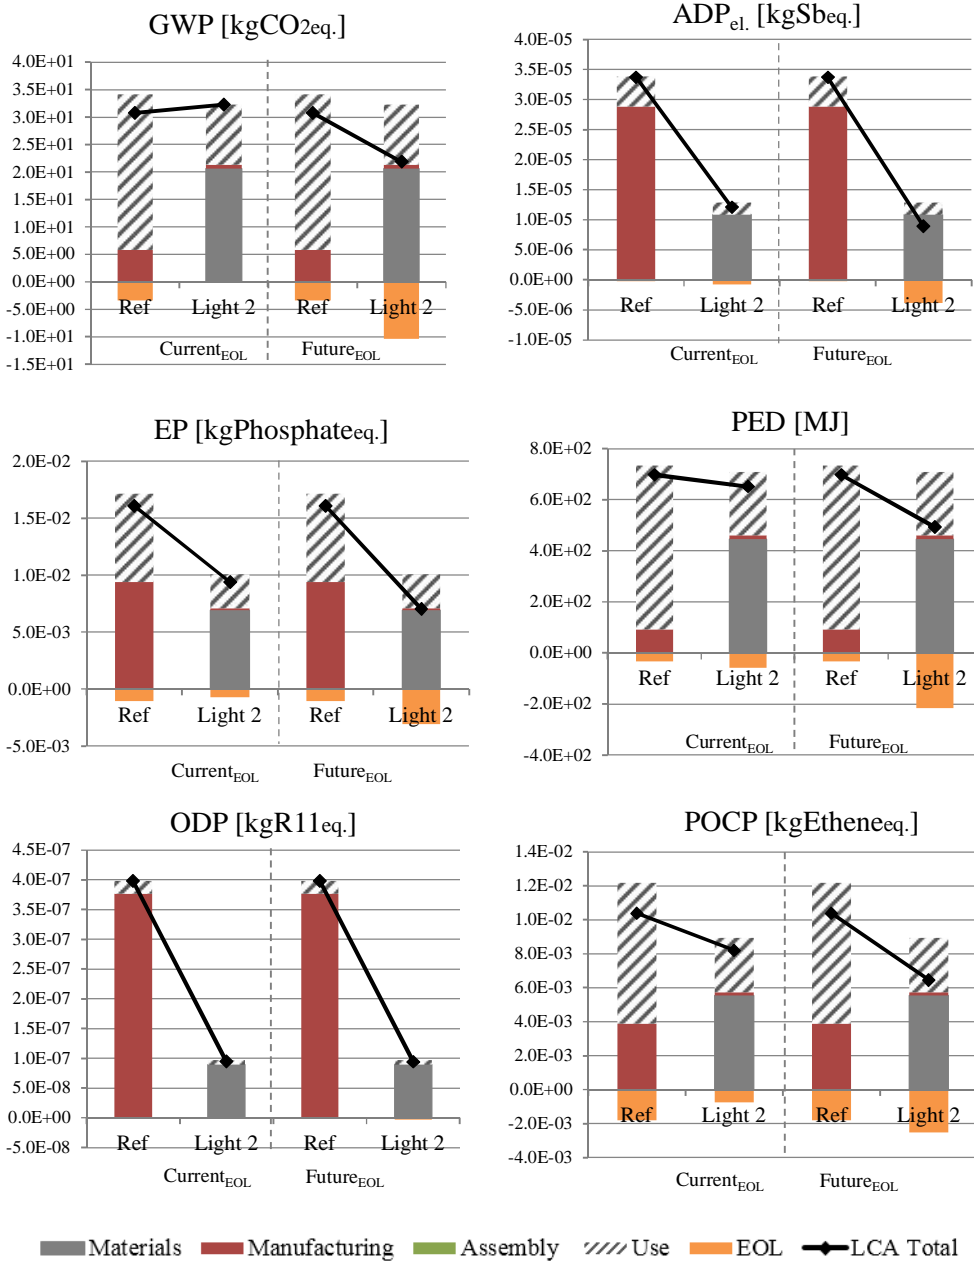 GWP [kgCO2eq.]
4.0E+01
3.5E+01
3.0E+01
2.5E+01
2.0E+01
1.5E+01
1.0E+01
5.0E+00
0.0E+00
-5.0E+00
-1.0E+01
-1.5E+01
Ref Light 2 Ref Light 2
CurrentEOL FutureEOL
ADPel. [kgSbeq.]
4.0E-05
3.5E-05
3.0E-05
2.5E-05
2.0E-05
1.5E-05
1.0E-05
5.0E-06
0.0E+00
-5.0E-06
-1.0E-05
Ref Light 2 Ref Light 2
CurrentEOL FutureEOL
EP [kgPhosphateeq.]
2.0E-02
1.5E-02
1.0E-02
5.0E-03
0.0E+00
-5.0E-03
Ref Light 2 Ref Light 2
CurrentEOL FutureEOL
PED [MJ]
8.0E+02
6.0E+02
4.0E+02
2.0E+02
0.0E+00
-2.0E+02
-4.0E+02
Ref Light 2 Ref Light 2
CurrentEOL FutureEOL
ODP [kgR11eq.]
4.5E-07
4.0E-07
3.5E-07
3.0E-07
2.5E-07
2.0E-07
1.5E-07
1.0E-07
5.0E-08
0.0E+00
-5.0E-08
Ref Light 2 Ref Light 2
CurrentEOL FutureEOL
POCP [kgEtheneeq.]
1.4E-02
1.2E-02
1.0E-02
8.0E-03
6.0E-03
4.0E-03
2.0E-03
0.0E+00
-2.0E-03
-4.0E-03
Ref Light 2 Ref Light 2
CurrentEOL FutureEOL
Materials Manufacturing Assembly Use EOL LCA Total